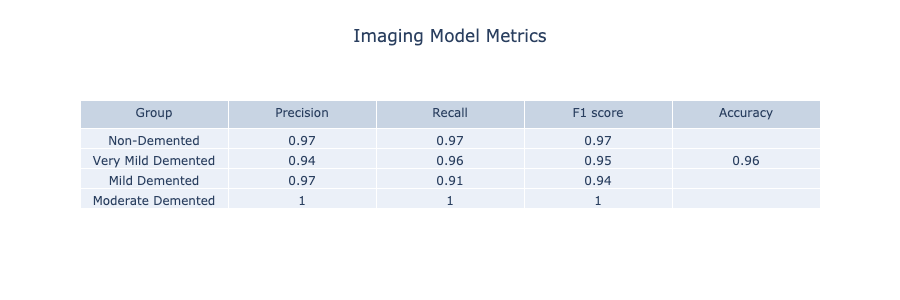 Imaging Model Metrics
Group Precision Recall F1 score Accuracy
Non-Demented 0.97 0.97 0.97
Very Mild Demented 0.94 0.96 0.95 0.96
Mild Demented 0.97 0.91 0.94
Moderate Demented 1 1 1